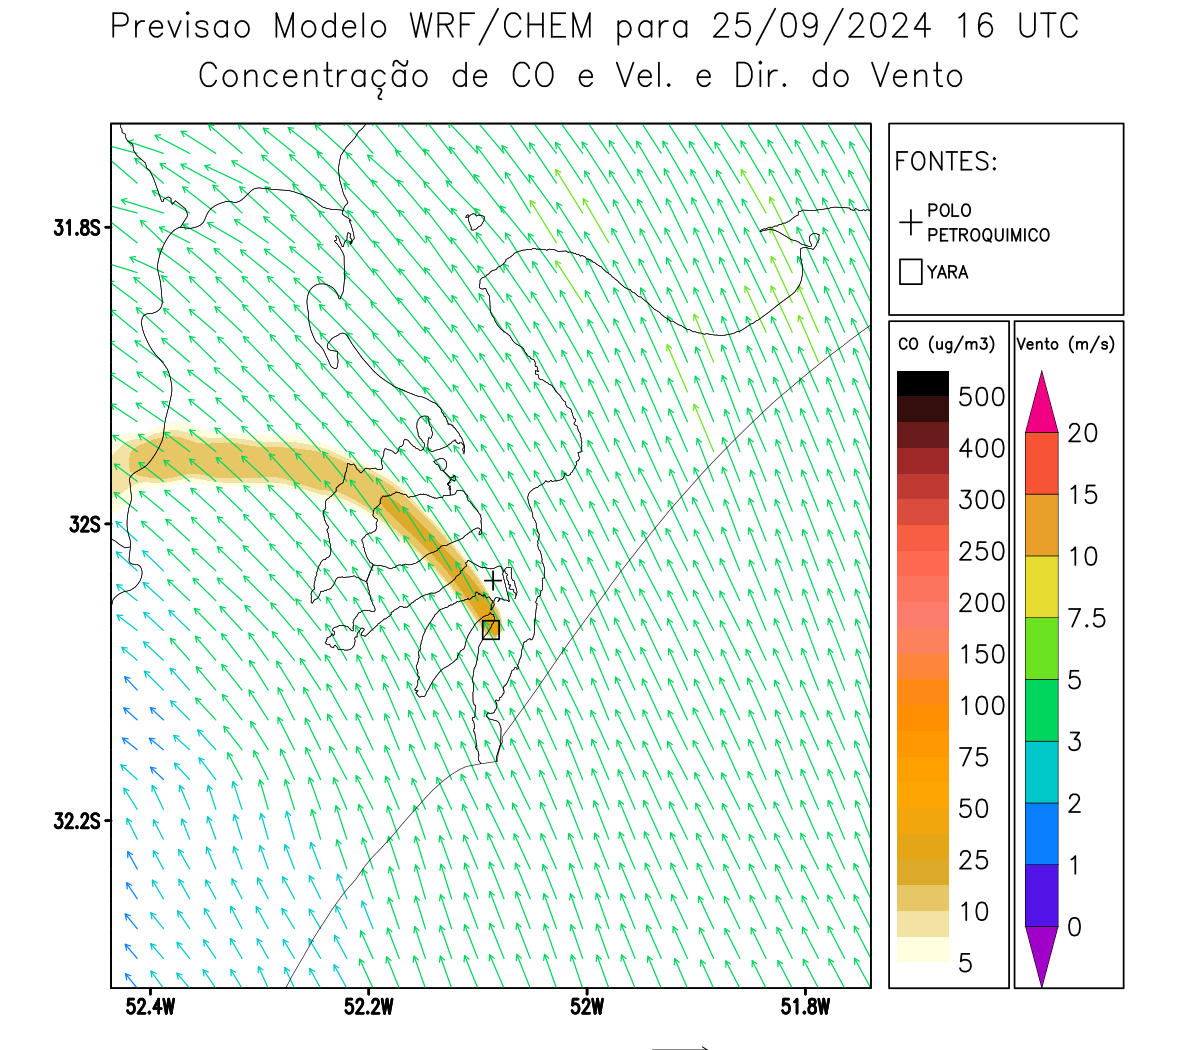 Previsao Modelo WRF/CHEM para 25/09/2024 16 UTC
Concentração de CO e Vel. e Dir. do Vento
FONTES:
POLO
PETROQUIMICO
YARA
CO (ug/m3)
500
400
300
250
200
150
100
75
50
25
10
5
Vento (m/s)
20
15
10
7.5
5
3
2
1
0
31.8S
32S
32.2S
52.4W
52.2W
52W
51.8W